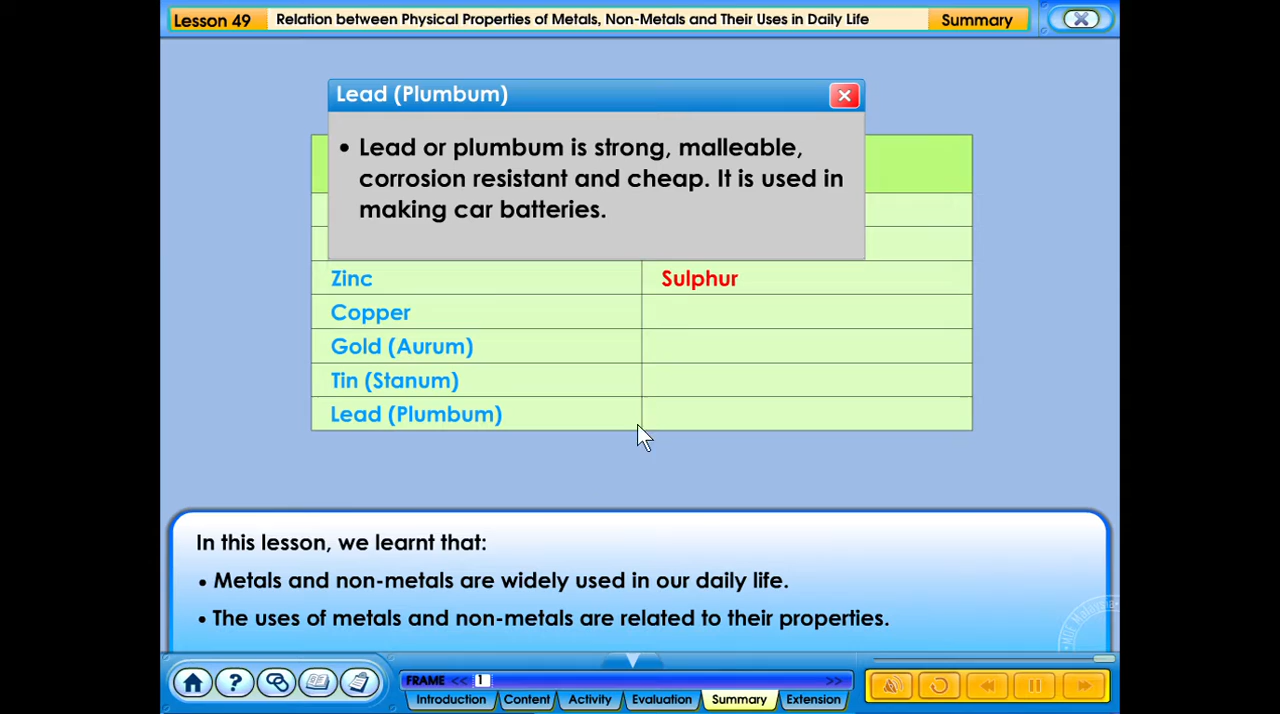 Lesson 49
Relation between Physical Properties of Metals, Non-Metals and Their Uses in Daily Life
Summary
Lead (Plumbum)
• Lead or plumbum is strong, malleable,
corrosion resistant and cheap. It is used in
making car batteries.
Zinc
Sulphur
Copper
Gold (Aurum)
Tin (Stanum)
Lead (Plumbum)
In this lesson, we learnt that:
• Metals and non-metals are widely used in our daily life.
• The uses of metals and non-metals are related to their properties.
FRAME << 1 >>
Introduction
Content
Activity
Evaluation
Summary
Extension